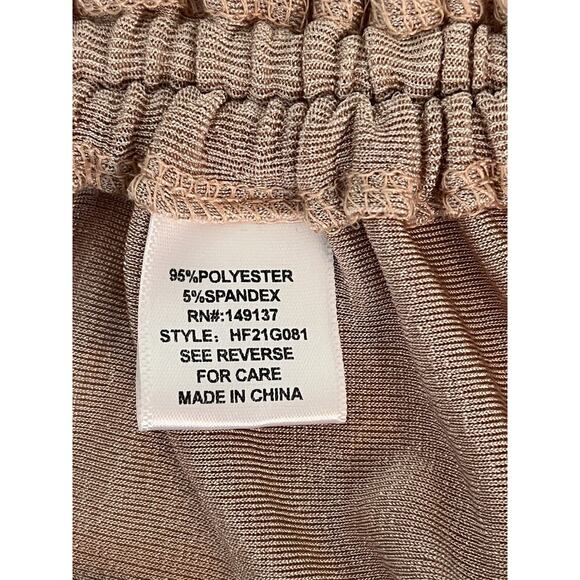 95%POLYESTER
5%SPANDEX
RN#:149137
STYLE: HF21G081
SEE REVERSE
FOR CARE
MADE IN CHINA